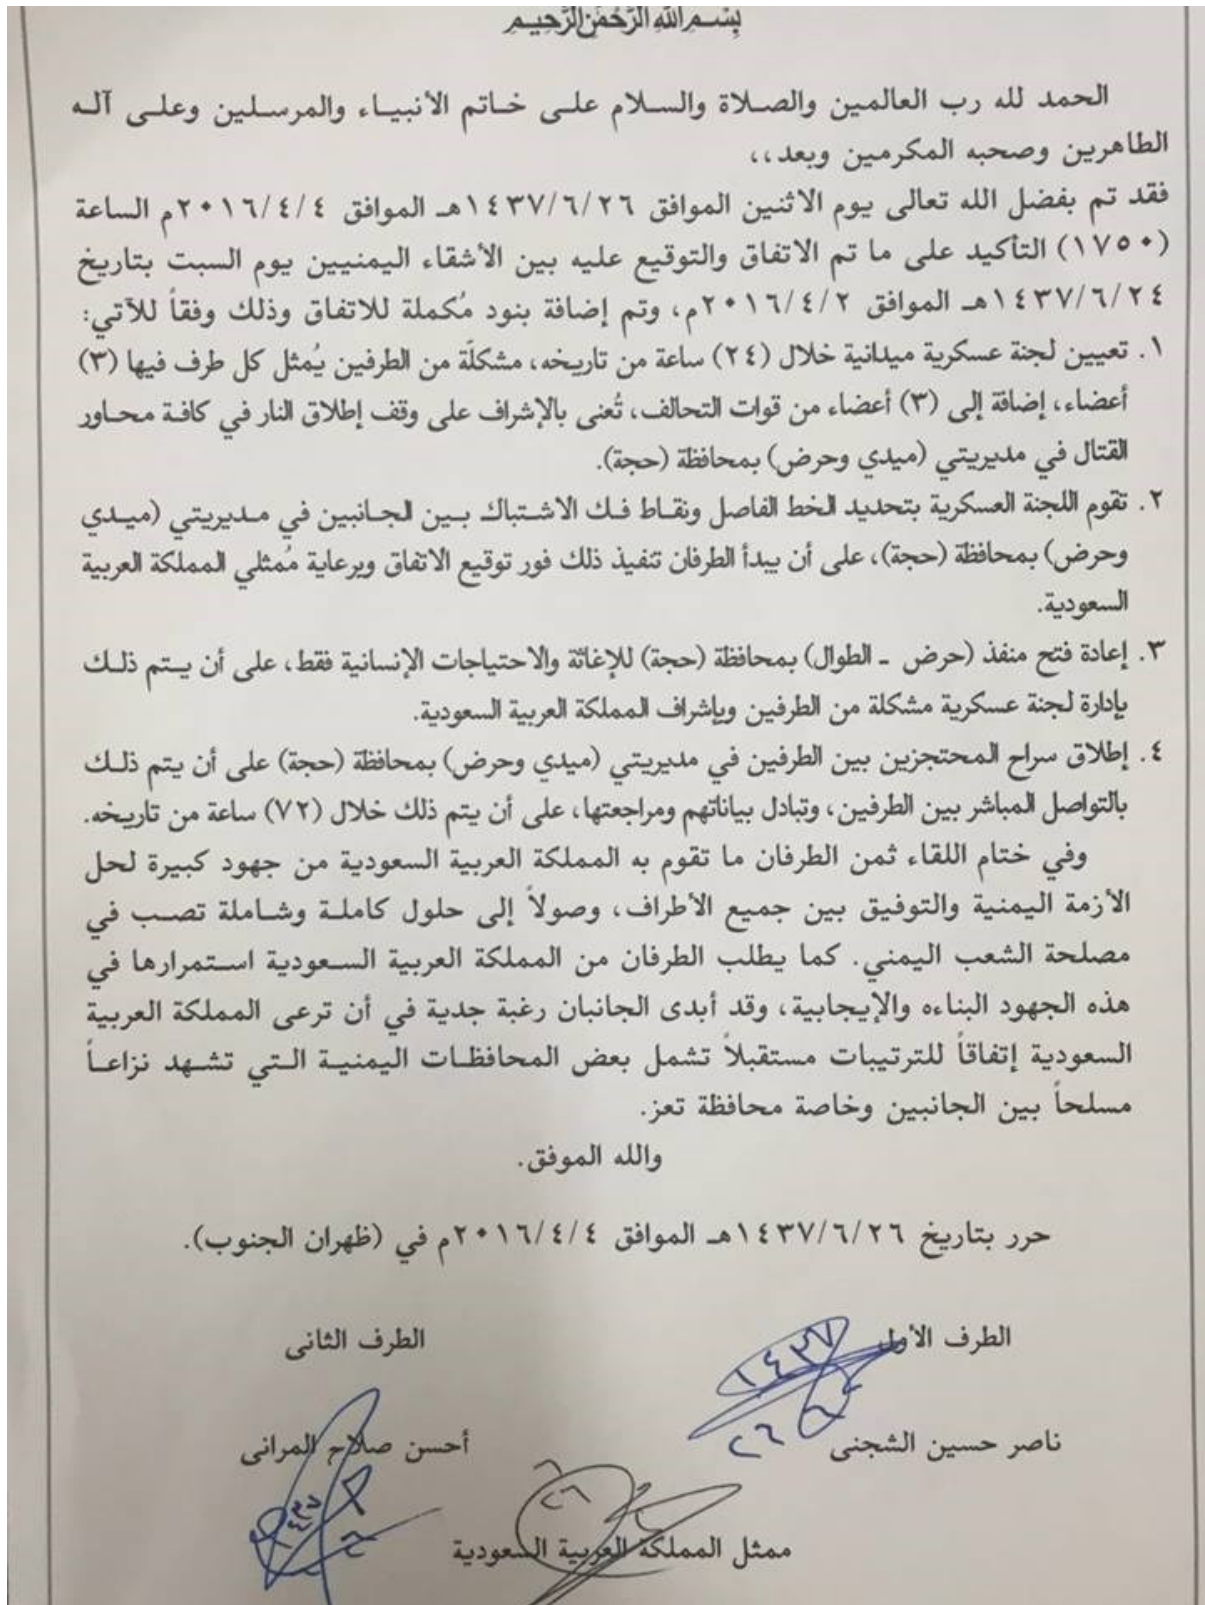 بسم الله الرحمن الرحيم
الحمد لله رب العالمين والصلاة والسلام على خاتم الأنبياء والمرسلين وعلى آله
الطاهرين وصحبه المكرمين وبعد،،
فقد تم بفضل الله تعالى يوم الاثنين الموافق ١٤٣٧/٦/٢٦هـ الموافق ٢٠١٦/٤/٤م الساعة
(١٧٥٠) التأكيد على ما تم الاتفاق والتوقيع عليه بين الأشقاء اليمنيين يوم السبت بتاريخ
١٤٣٧/٦/٢٤هـ الموافق ٢٠١٦/٤/٢م، وتم إضافة بنود مُكملة للاتفاق وذلك وفقاً للآتي:
١. تعيين لجنة عسكرية ميدانية خلال (٢٤) ساعة من تاريخه، مشكلَة من الطرفين يُمثل كل طرف فيها (٣)
أعضاء، إضافة إلى (٣) أعضاء من قوات التحالف، تُعنى بالإشراف على وقف إطلاق النار في كافة محاور
القتال في مديريتي (ميدي وحرض) بمحافظة (حجة).
٢. تقوم اللجنة العسكرية بتحديد الخط الفاصل ونقاط فك الاشتباك بين الجانبين في مديريتي (ميدي
وحرض) بمحافظة (حجة)، على أن يبدأ الطرفان تنفيذ ذلك فور توقيع الاتفاق وبرعاية مُمثلي المملكة العربية
السعودية.
٣. إعادة فتح منفذ (حرض - الطوال) بمحافظة (حجة) للإغاثة والاحتياجات الإنسانية فقط، على أن يتم ذلك
بإدارة لجنة عسكرية مشكلة من الطرفين وبإشراف المملكة العربية السعودية.
٤. إطلاق سراح المحتجزين بين الطرفين في مديريتي (ميدي وحرض) بمحافظة (حجة) على أن يتم ذلك
بالتواصل المباشر بين الطرفين، وتبادل بياناتهم ومراجعتها، على أن يتم ذلك خلال (٧٢) ساعة من تاريخه.
وفي ختام اللقاء ثمن الطرفان ما تقوم به المملكة العربية السعودية من جهود كبيرة لحل
الأزمة اليمنية والتوفيق بين جميع الأطراف، وصولاً إلى حلول كاملة وشاملة تصب في
مصلحة الشعب اليمني. كما يطلب الطرفان من المملكة العربية السعودية استمرارها في
هذه الجهود البناءه والإيجابية، وقد أبدى الجانبان رغبة جدية في أن ترعى المملكة العربية
السعودية إتفاقاً للترتيبات مستقبلاً تشمل بعض المحافظات اليمنية التي تشهد نزاعاً
مسلحاً بين الجانبين وخاصة محافظة تعز.
والله الموفق.
حرر بتاريخ ١٤٣٧/٦/٢٦هـ الموافق ٢٠١٦/٤/٤م في (ظهران الجنوب).
الطرف الأول الطرف الثانى
١٤٣٧
٢٦
ناصر حسين الشجنى أحسن صلاح المرانى
٦
٢٦
ممثل المملكة العربية السعودية